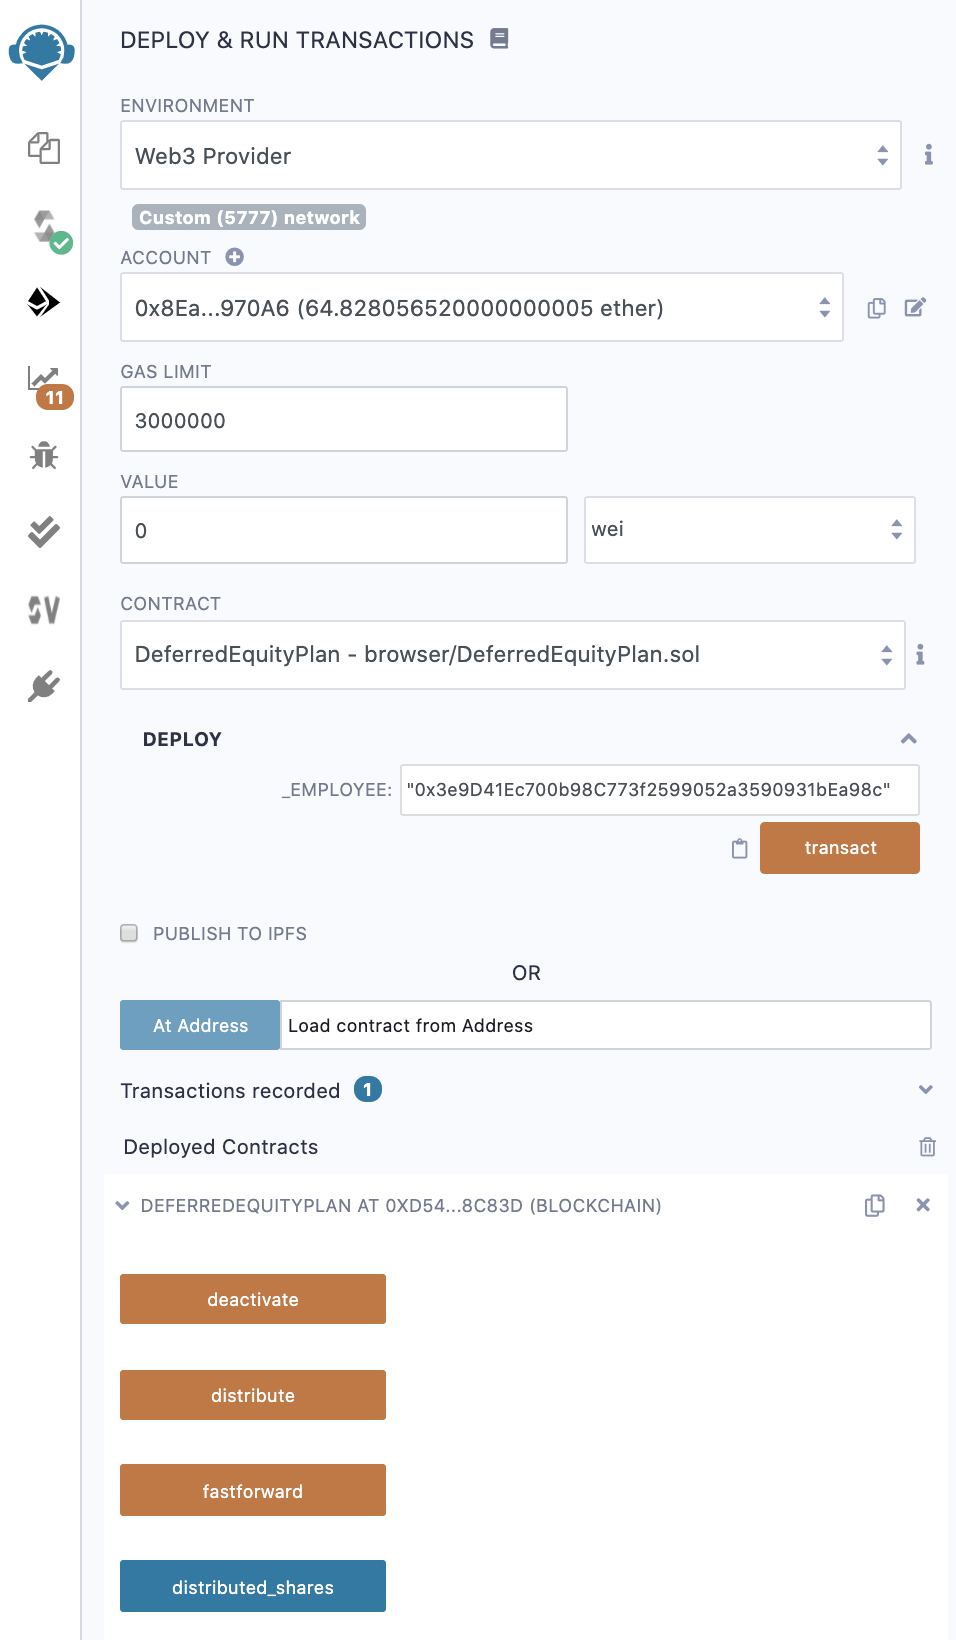 DEPLOY & RUN TRANSACTIONS
ENVIRONMENT
Web3 Provider
Custom (5777) network
ACCOUNT
0x8Ea...970A6 (64.828056520000000005 ether)
GAS LIMIT
3000000
11
VALUE
0
wei
CONTRACT
DeferredEquityPlan - browser/DeferredEquityPlan.sol
DEPLOY
_EMPLOYEE:
"0x3e9D41Ec700b98C773f2599052a3590931bEa98c"
transact
PUBLISH TO IPFS
OR
At Address
Load contract from Address
Transactions recorded 1
Deployed Contracts
DEFERREDEQUITYPLAN AT 0XD54...8C83D (BLOCKCHAIN)
deactivate
distribute
fastforward
distributed_shares